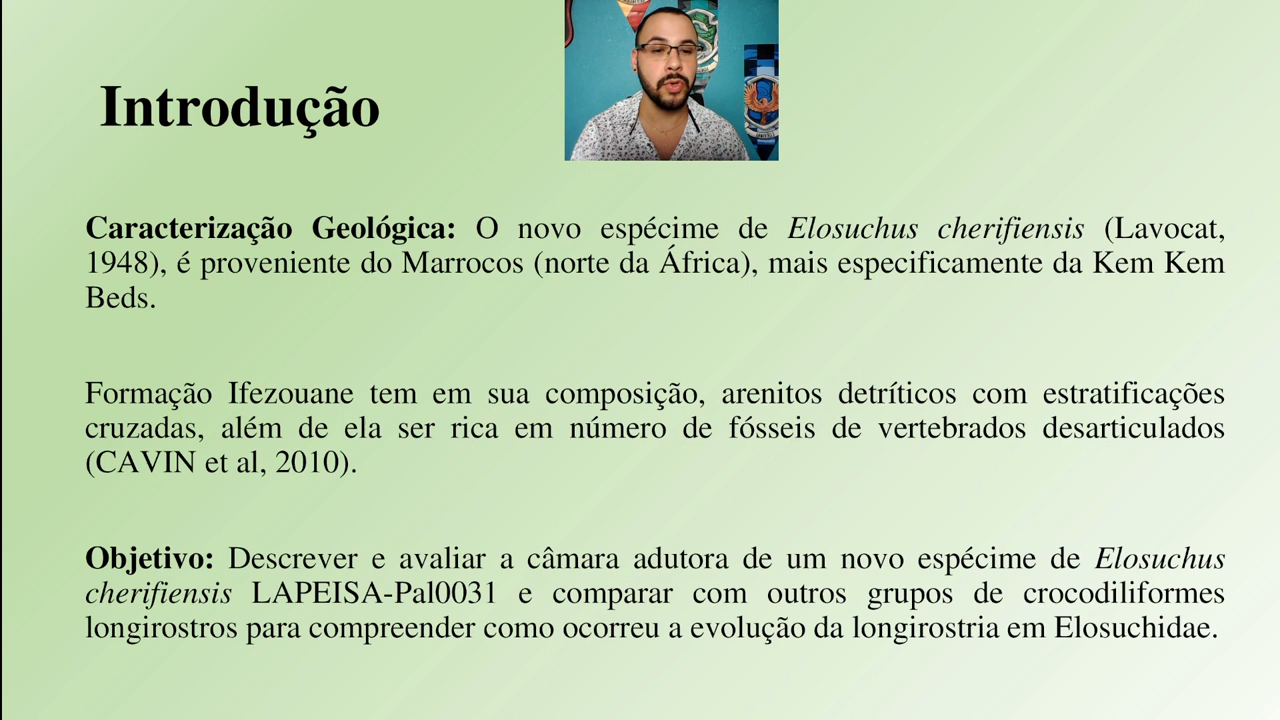 Introdução
Caracterização Geológica: O novo espécime de Elosuchus cherifiensis (Lavocat,
1948), é proveniente do Marrocos (norte da África), mais especificamente da Kem Kem
Beds.
Formação Ifezouane tem em sua composição, arenitos detríticos com estratificações
cruzadas, além de ela ser rica em número de fósseis de vertebrados desarticulados
(CAVIN et al, 2010).
Objetivo: Descrever e avaliar a câmara adutora de um novo espécime de Elosuchus
cherifiensis LAPEISA-Pal0031 e comparar com outros grupos de crocodiliformes
longirostros para compreender como ocorreu a evolução da longirostria em Elosuchidae.